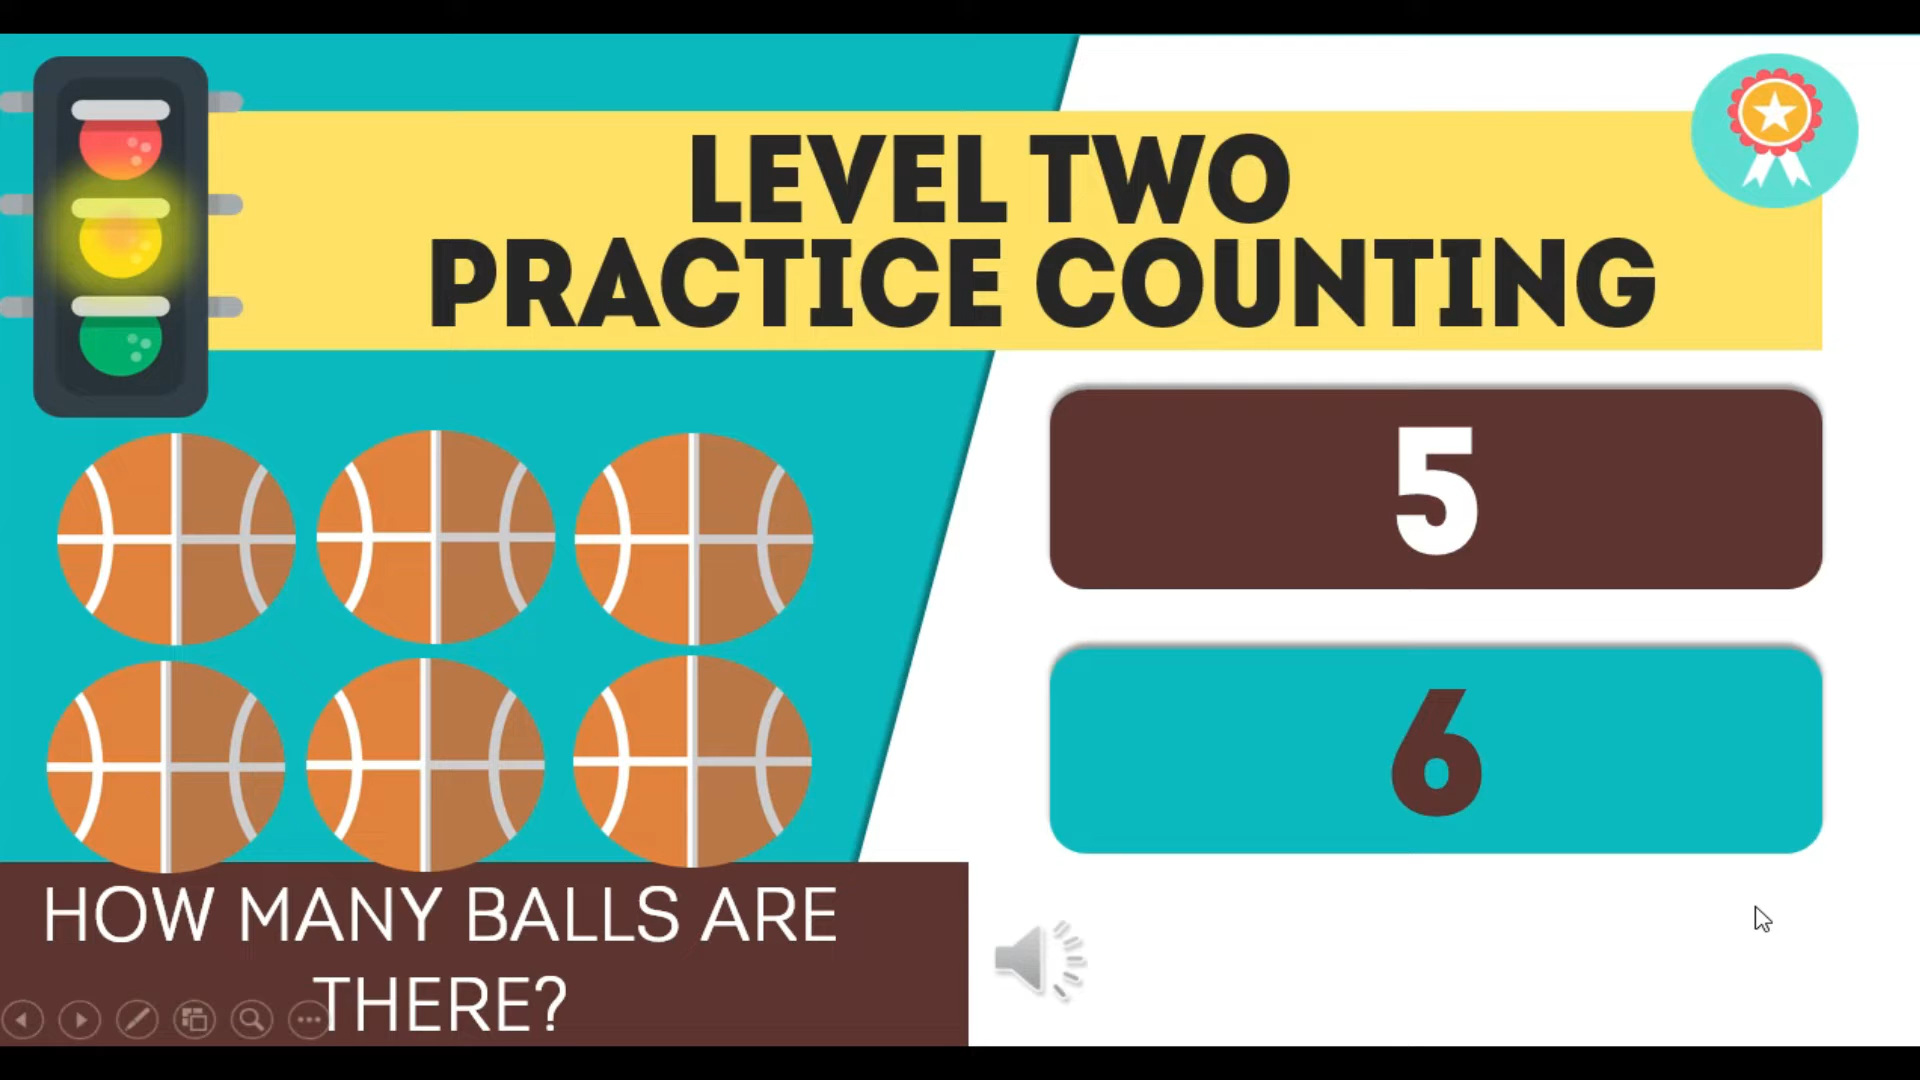 LEVEL TWO
PRACTICE COUNTING
5
6
HOW MANY BALLS ARE
THERE?